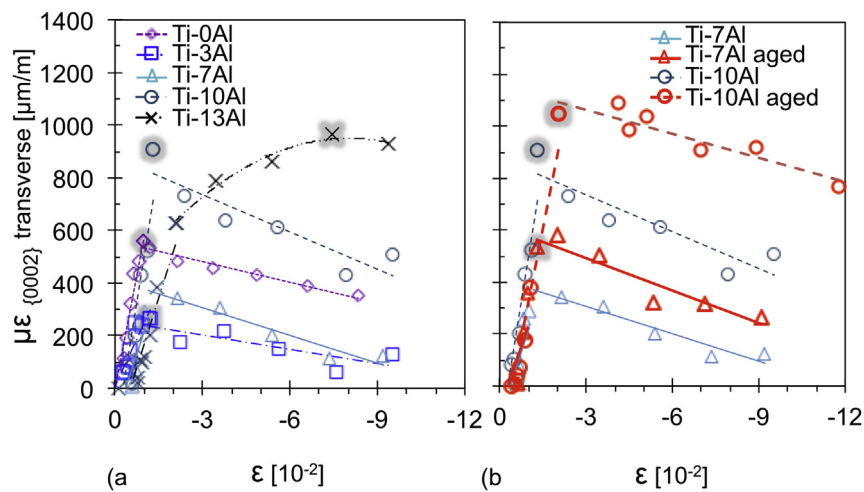 με {0002} transverse [μm/m]
1400
1200
1000
800
600
400
200
0
Ti-0Al
Ti-3Al
Ti-7Al
Ti-10Al
Ti-13Al
0 -3 -6 -9 -12
(a ε [10-2]
Ti-7Al
Ti-7Al aged
Ti-10Al
Ti-10Al aged
0 -3 -6 -9 -12
(b ε [10-2]